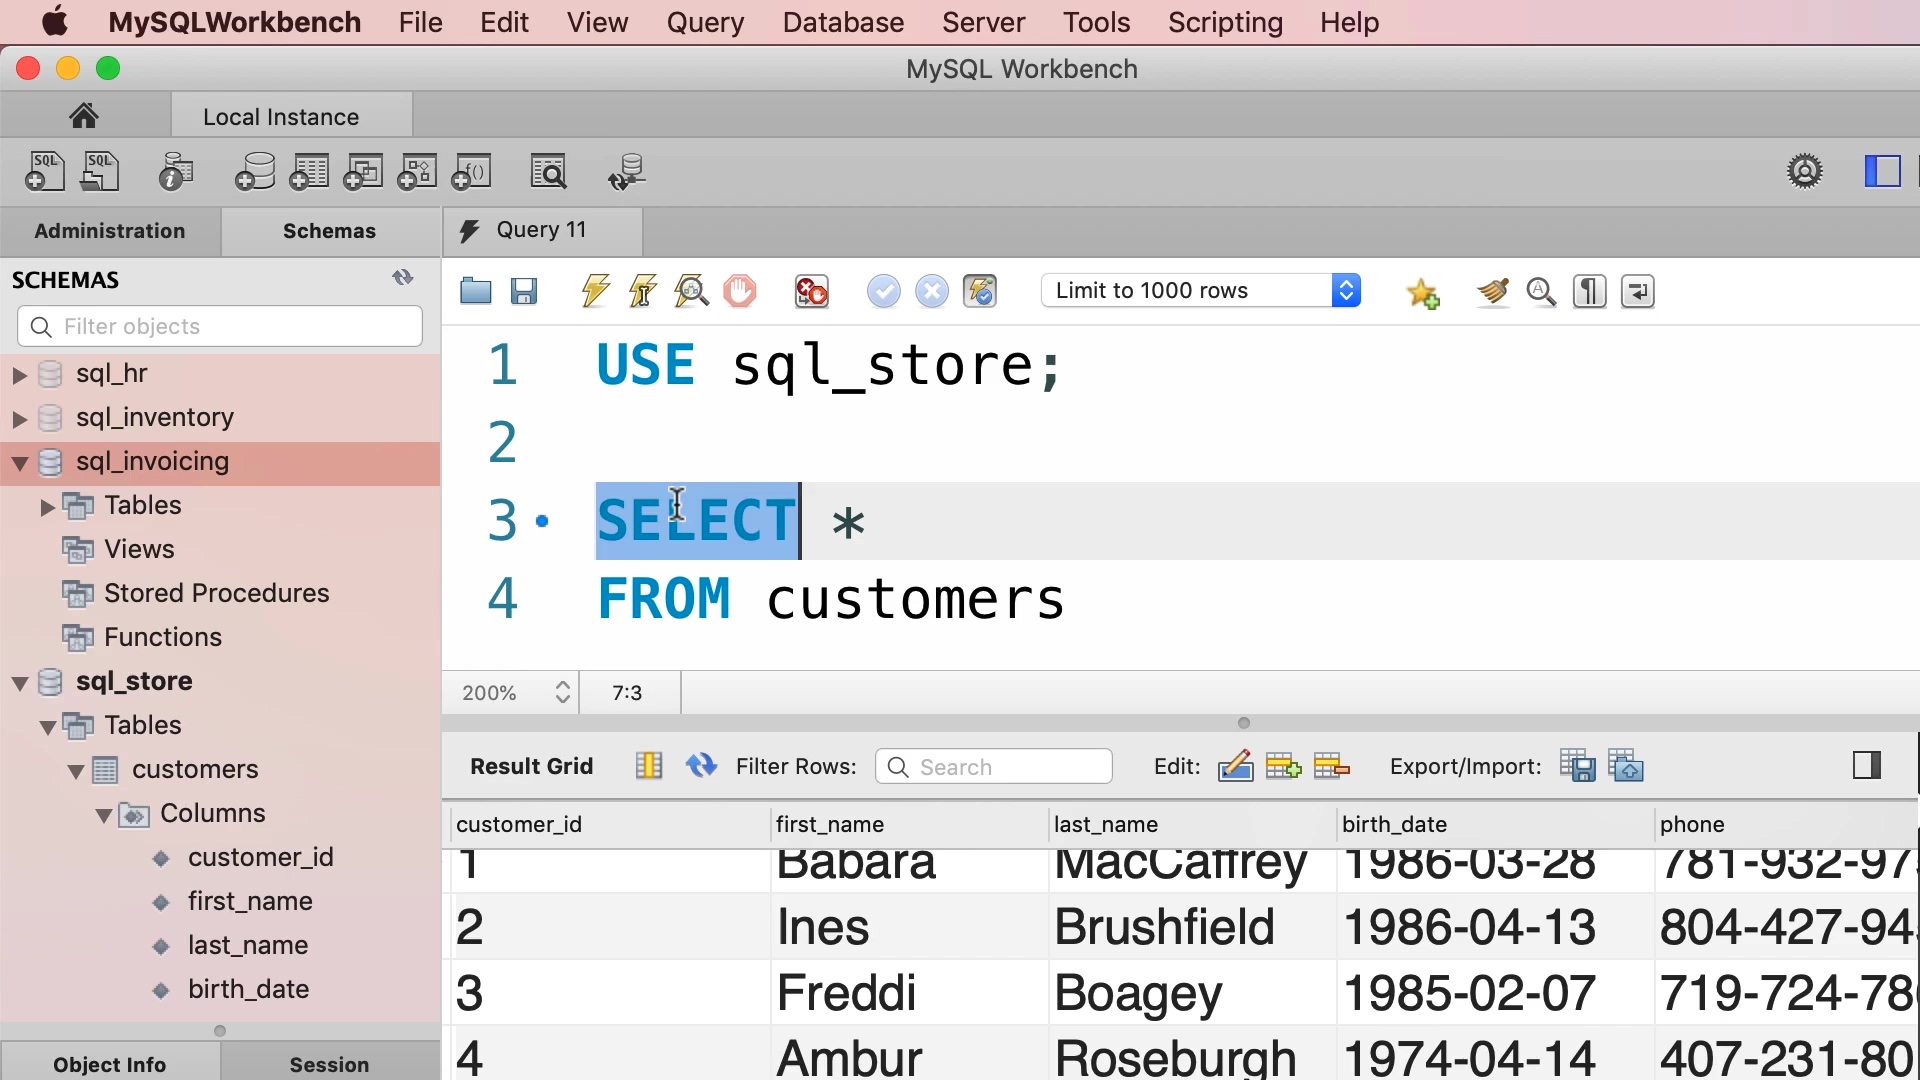 MySQLWorkbench File Edit View Query Database Server Tools Scripting Help
MySQL Workbench
Local Instance
SQL SQL f()
Administration Schemas Query 11
SCHEMAS
Filter objects
Limit to 1000 rows
sql_hr
sql_inventory
sql_invoicing
Tables
Views
Stored Procedures
Functions
sql_store
Tables
customers
Columns
customer_id
first_name
last_name
birth_date
Object Info Session
1 USE sql_store;
2
3 SELECT *
4 FROM customers
200% 7:3
Result Grid Filter Rows: Search Edit: Export/Import:
customer_id first_name last_name birth_date phone
1 Babara MacCaffrey 1986-03-28 781-932-97
2 Ines Brushfield 1986-04-13 804-427-94
3 Freddi Boagey 1985-02-07 719-724-78
4 Ambur Roseburgh 1974-04-14 407-231-80